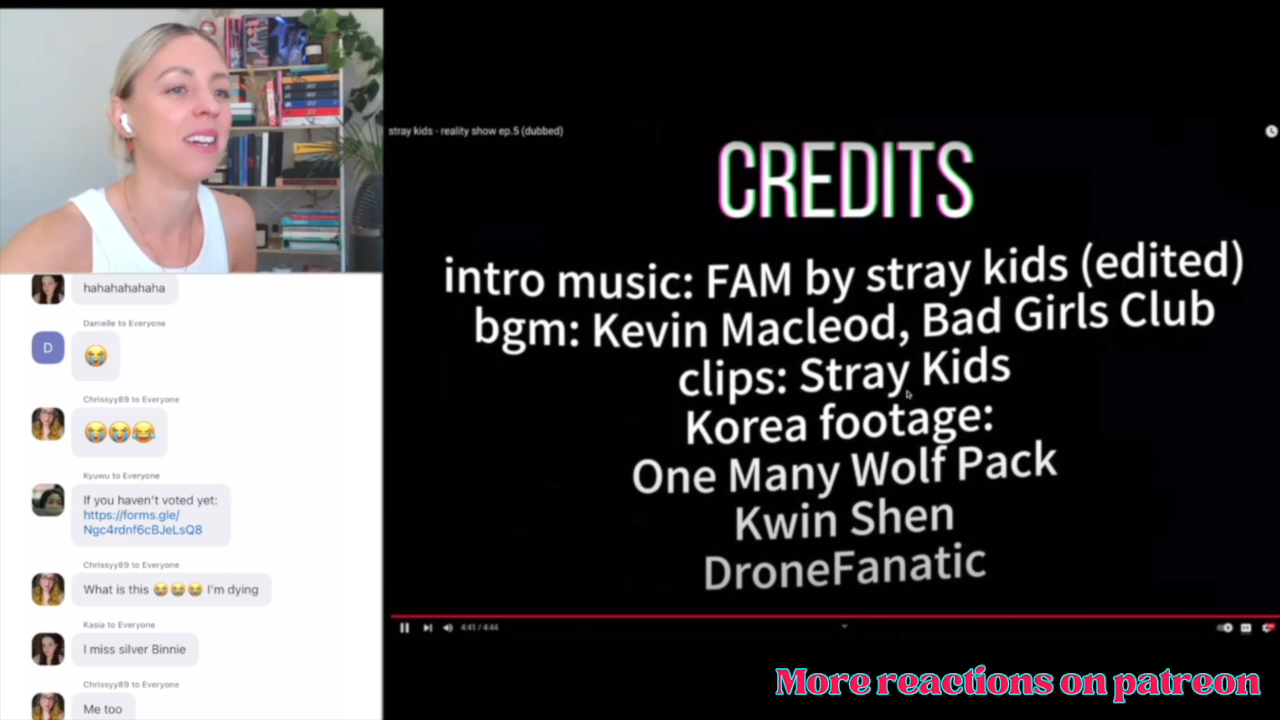 hahahahahaha
Danielle to Everyone
D
Chrissyy89 to Everyone
Kyuwu to Everyone
If you haven't voted yet:
https://forms.gle/
Ngc4rdnf6cBJeLsQ8
Chrissyy89 to Everyone
What is this 😭😭😭 I'm dying
Kasia to Everyone
I miss silver Binnie
Chrissyy89 to Everyone
Me too
stray kids - reality show ep.5 (dubbed)
CREDITS
intro music: FAM by stray kids (edited)
bgm: Kevin Macleod, Bad Girls Club
clips: Stray Kids
Korea footage:
One Many Wolf Pack
Kwin Shen
DroneFanatic
4:41 / 4:44
More reactions on patreon